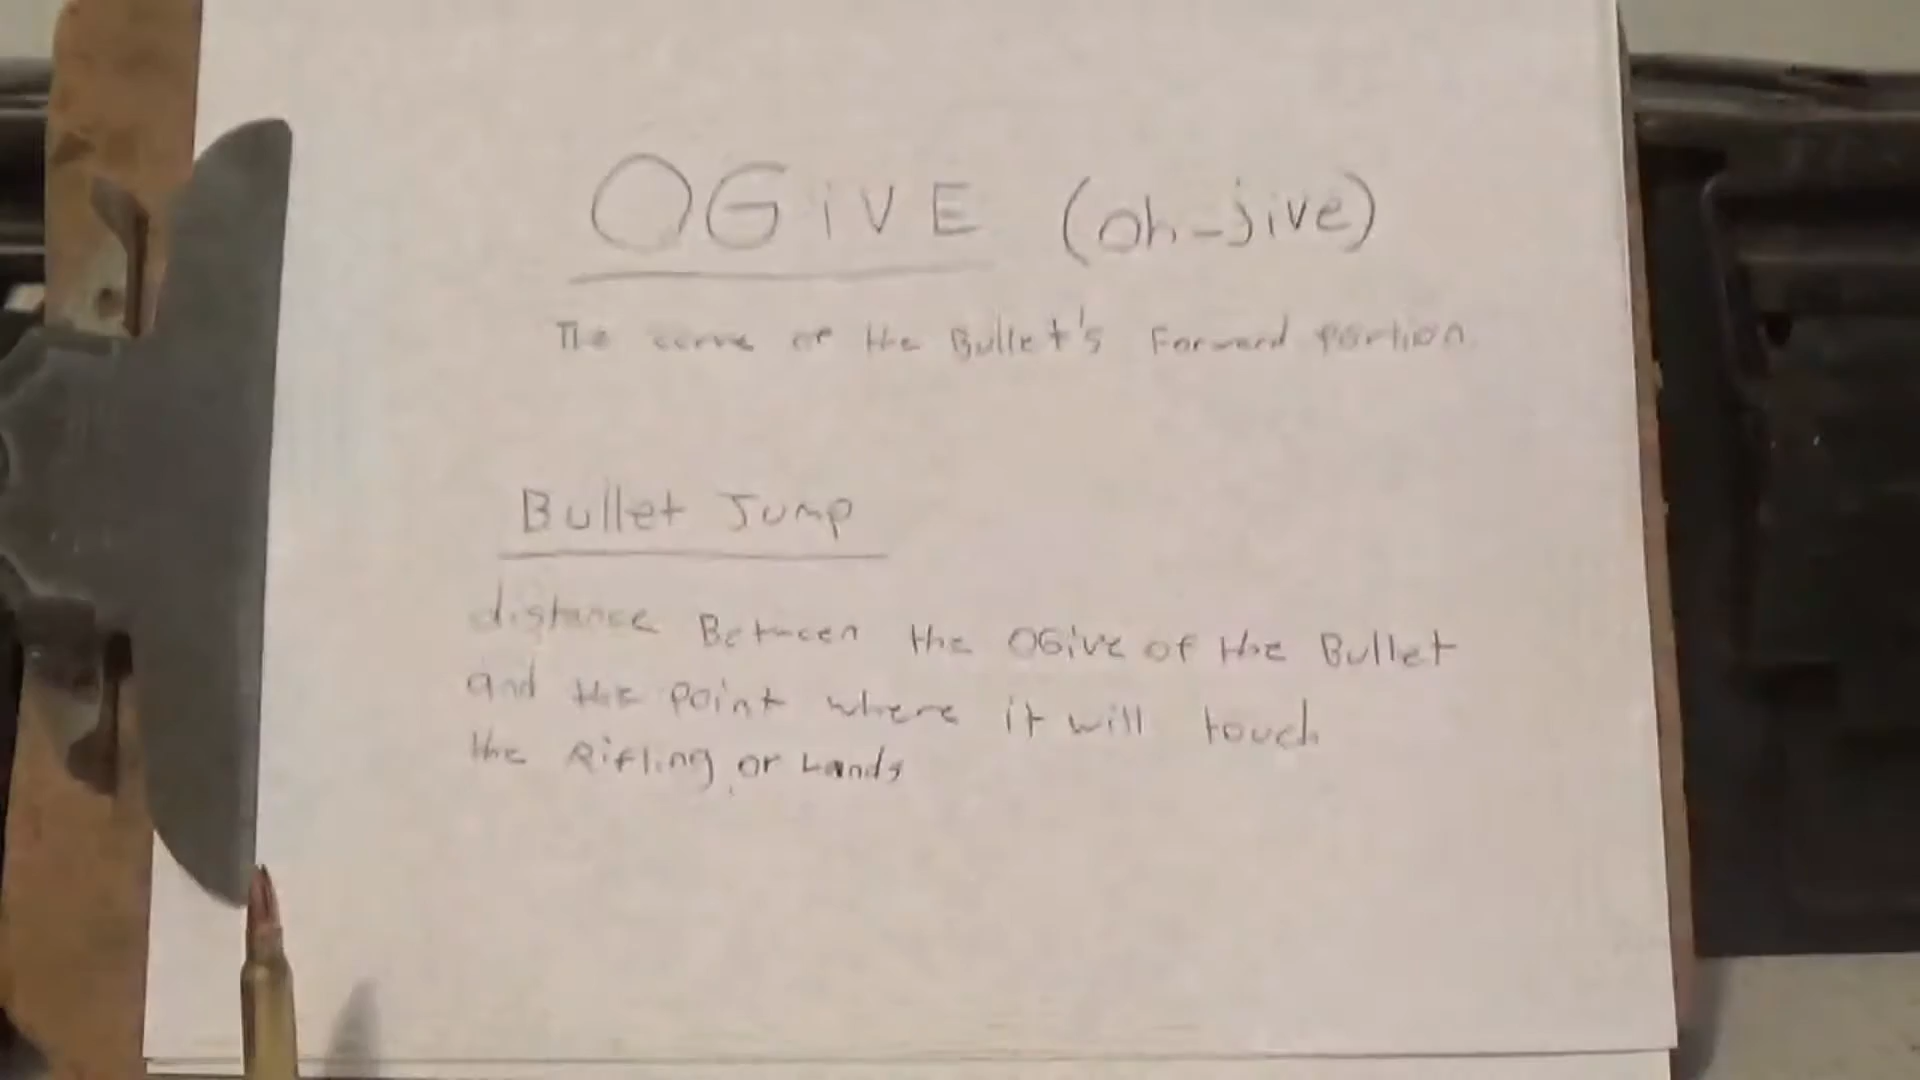 OGiVE (oh-jive)
The curve of the Bullet's Forward portion.
Bullet Jump
distance Between the OGive of the Bullet
and the point where it will touch
the Rifling or Lands